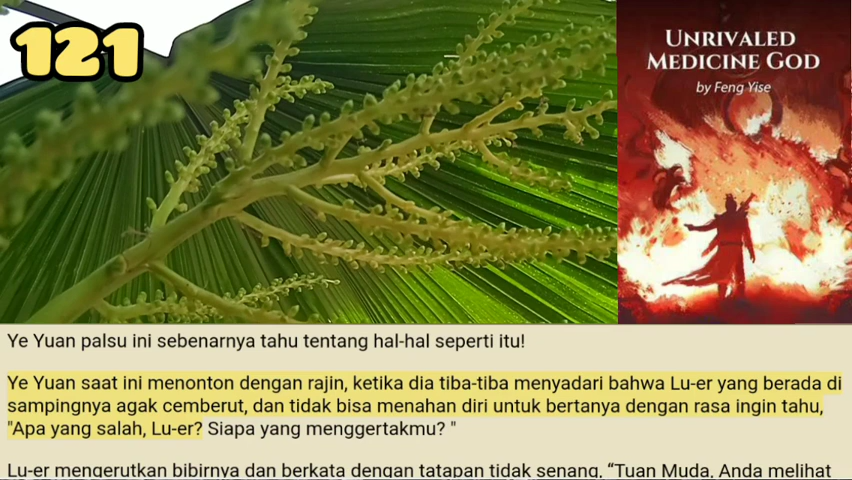 121
UNRIVALED
MEDICINE GOD
by Feng Yise
Ye Yuan palsu ini sebenarnya tahu tentang hal-hal seperti itu!
Ye Yuan saat ini menonton dengan rajin, ketika dia tiba-tiba menyadari bahwa Lu-er yang berada di
sampingnya agak cemberut, dan tidak bisa menahan diri untuk bertanya dengan rasa ingin tahu,
"Apa yang salah, Lu-er? Siapa yang menggertakmu? "
Lu-er mengerutkan bibirnya dan berkata dengan tatapan tidak senang, “Tuan Muda, Anda melihat